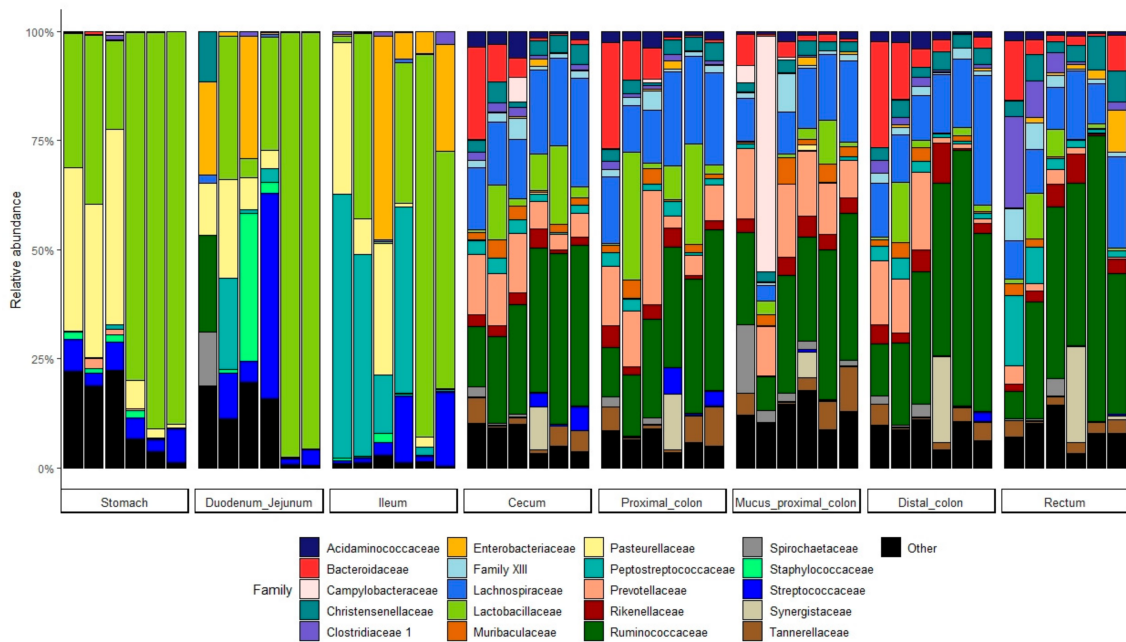 100%
75%
50%
25%
0%
Relative abundance
Stomach Duodenum_Jejunum Ileum Cecum Proximal_colon Mucus_proximal_colon Distal_colon Rectum
Family
Acidaminococcaceae Enterobacteriaceae Pasteurellaceae Spirochaetaceae Other
Bacteroidaceae Family XIII Peptostreptococcaceae Staphylococcaceae
Campylobacteraceae Lachnospiraceae Prevotellaceae Streptococcaceae
Christensenellaceae Lactobacillaceae Rikenellaceae Synergistaceae
Clostridiaceae 1 Muribaculaceae Ruminococcaceae Tannerellaceae